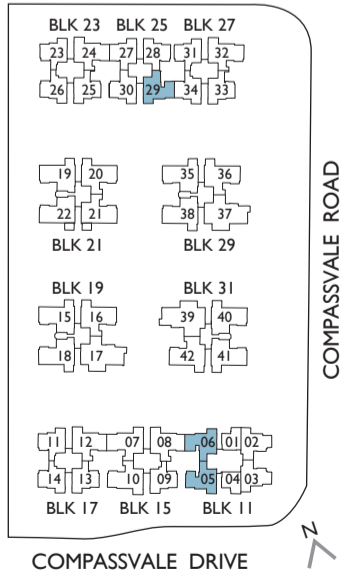 BLK 23 BLK 25 BLK 27
23 24 27 28 31 32
26 25 30 29 34 33
19 20 35 36
22 21 38 37
BLK 21 BLK 29
BLK 19 BLK 31
15 16 39 40
18 17 42 41
11 12 07 08 06 01 02
14 13 10 09 05 04 03
BLK 17 BLK 15 BLK 11
COMPASSVALE ROAD
N
COMPASSVALE DRIVE